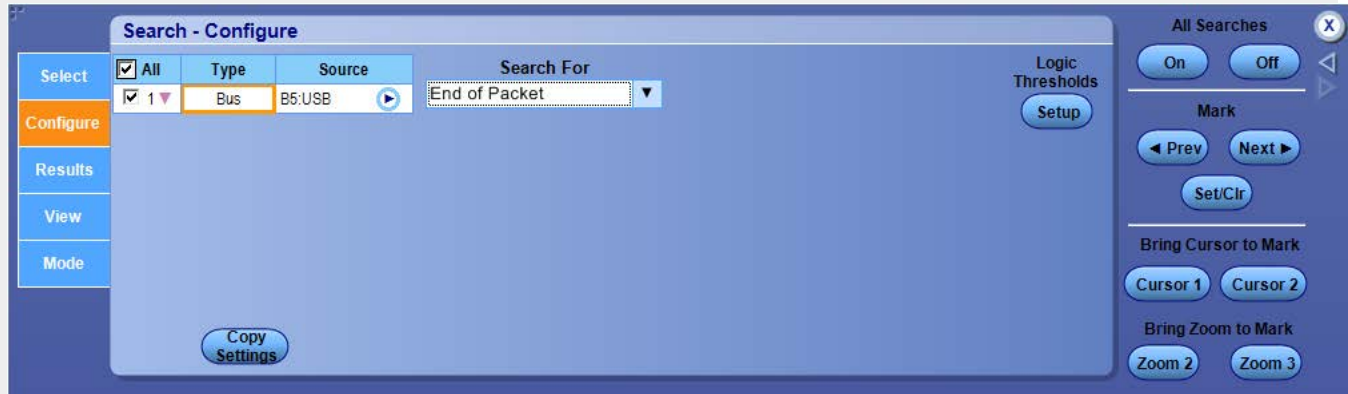 Search - Configure
Select
Configure
Results
View
Mode
All Type Source
1 Bus B5:USB
Search For
End of Packet
Logic
Thresholds
Setup
Copy
Settings
All Searches
On Off
X
Mark
◄ Prev Next ►
Set/Clr
Bring Cursor to Mark
Cursor 1 Cursor 2
Bring Zoom to Mark
Zoom 2 Zoom 3